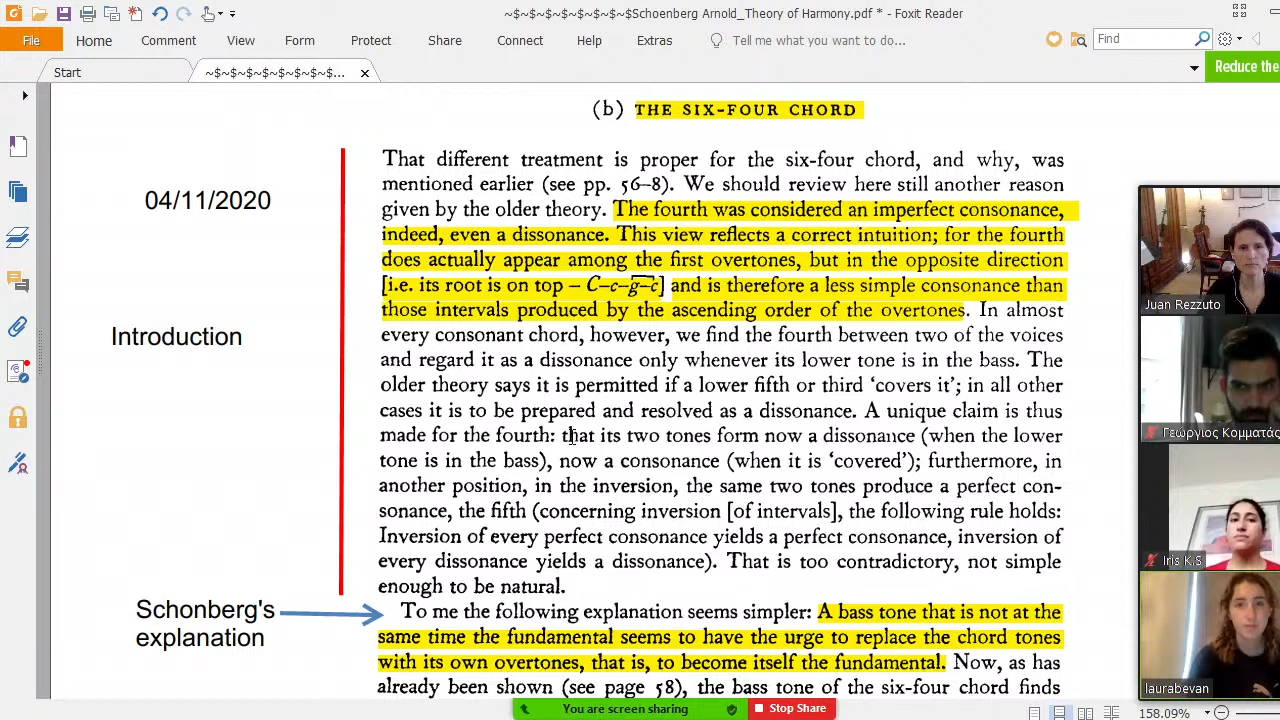 ~$~$~$~$~$~$~$~$Schoenberg Arnold_Theory of Harmony.pdf * - Foxit Reader
File Home Comment View Form Protect Share Connect Help Extras Tell me what you want to do... Find
Start ~$~$~$~$~$~$~$~$... Reduce the
(b) THE SIX-FOUR CHORD
That different treatment is proper for the six-four chord, and why, was
mentioned earlier (see pp. 56–8). We should review here still another reason
given by the older theory. The fourth was considered an imperfect consonance,
indeed, even a dissonance. This view reflects a correct intuition; for the fourth
does actually appear among the first overtones, but in the opposite direction
[i.e. its root is on top – C–c–g–c] and is therefore a less simple consonance than
those intervals produced by the ascending order of the overtones. In almost
every consonant chord, however, we find the fourth between two of the voices
and regard it as a dissonance only whenever its lower tone is in the bass. The
older theory says it is permitted if a lower fifth or third ‘covers it’; in all other
cases it is to be prepared and resolved as a dissonance. A unique claim is thus
made for the fourth: that its two tones form now a dissonance (when the lower
tone is in the bass), now a consonance (when it is ‘covered’); furthermore, in
another position, in the inversion, the same two tones produce a perfect con-
sonance, the fifth (concerning inversion [of intervals], the following rule holds:
Inversion of every perfect consonance yields a perfect consonance, inversion of
every dissonance yields a dissonance). That is too contradictory, not simple
enough to be natural.
To me the following explanation seems simpler: A bass tone that is not at the
same time the fundamental seems to have the urge to replace the chord tones
with its own overtones, that is, to become itself the fundamental. Now, as has
already been shown (see page 58), the bass tone of the six-four chord finds
04/11/2020
Introduction
Schonberg's
explanation
Juan Rezzuto
Γεώργιος Κομματάς
Iris K.S
laurabevan
You are screen sharing Stop Share
158.09%